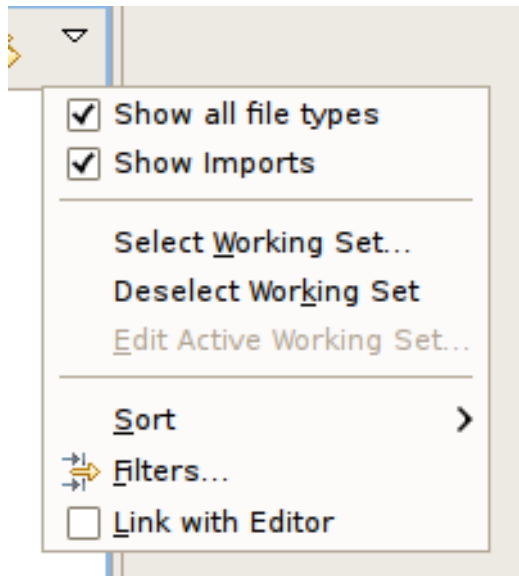 Show all file types
Show Imports
Select Working Set...
Deselect Working Set
Edit Active Working Set...
Sort
Filters...
Link with Editor